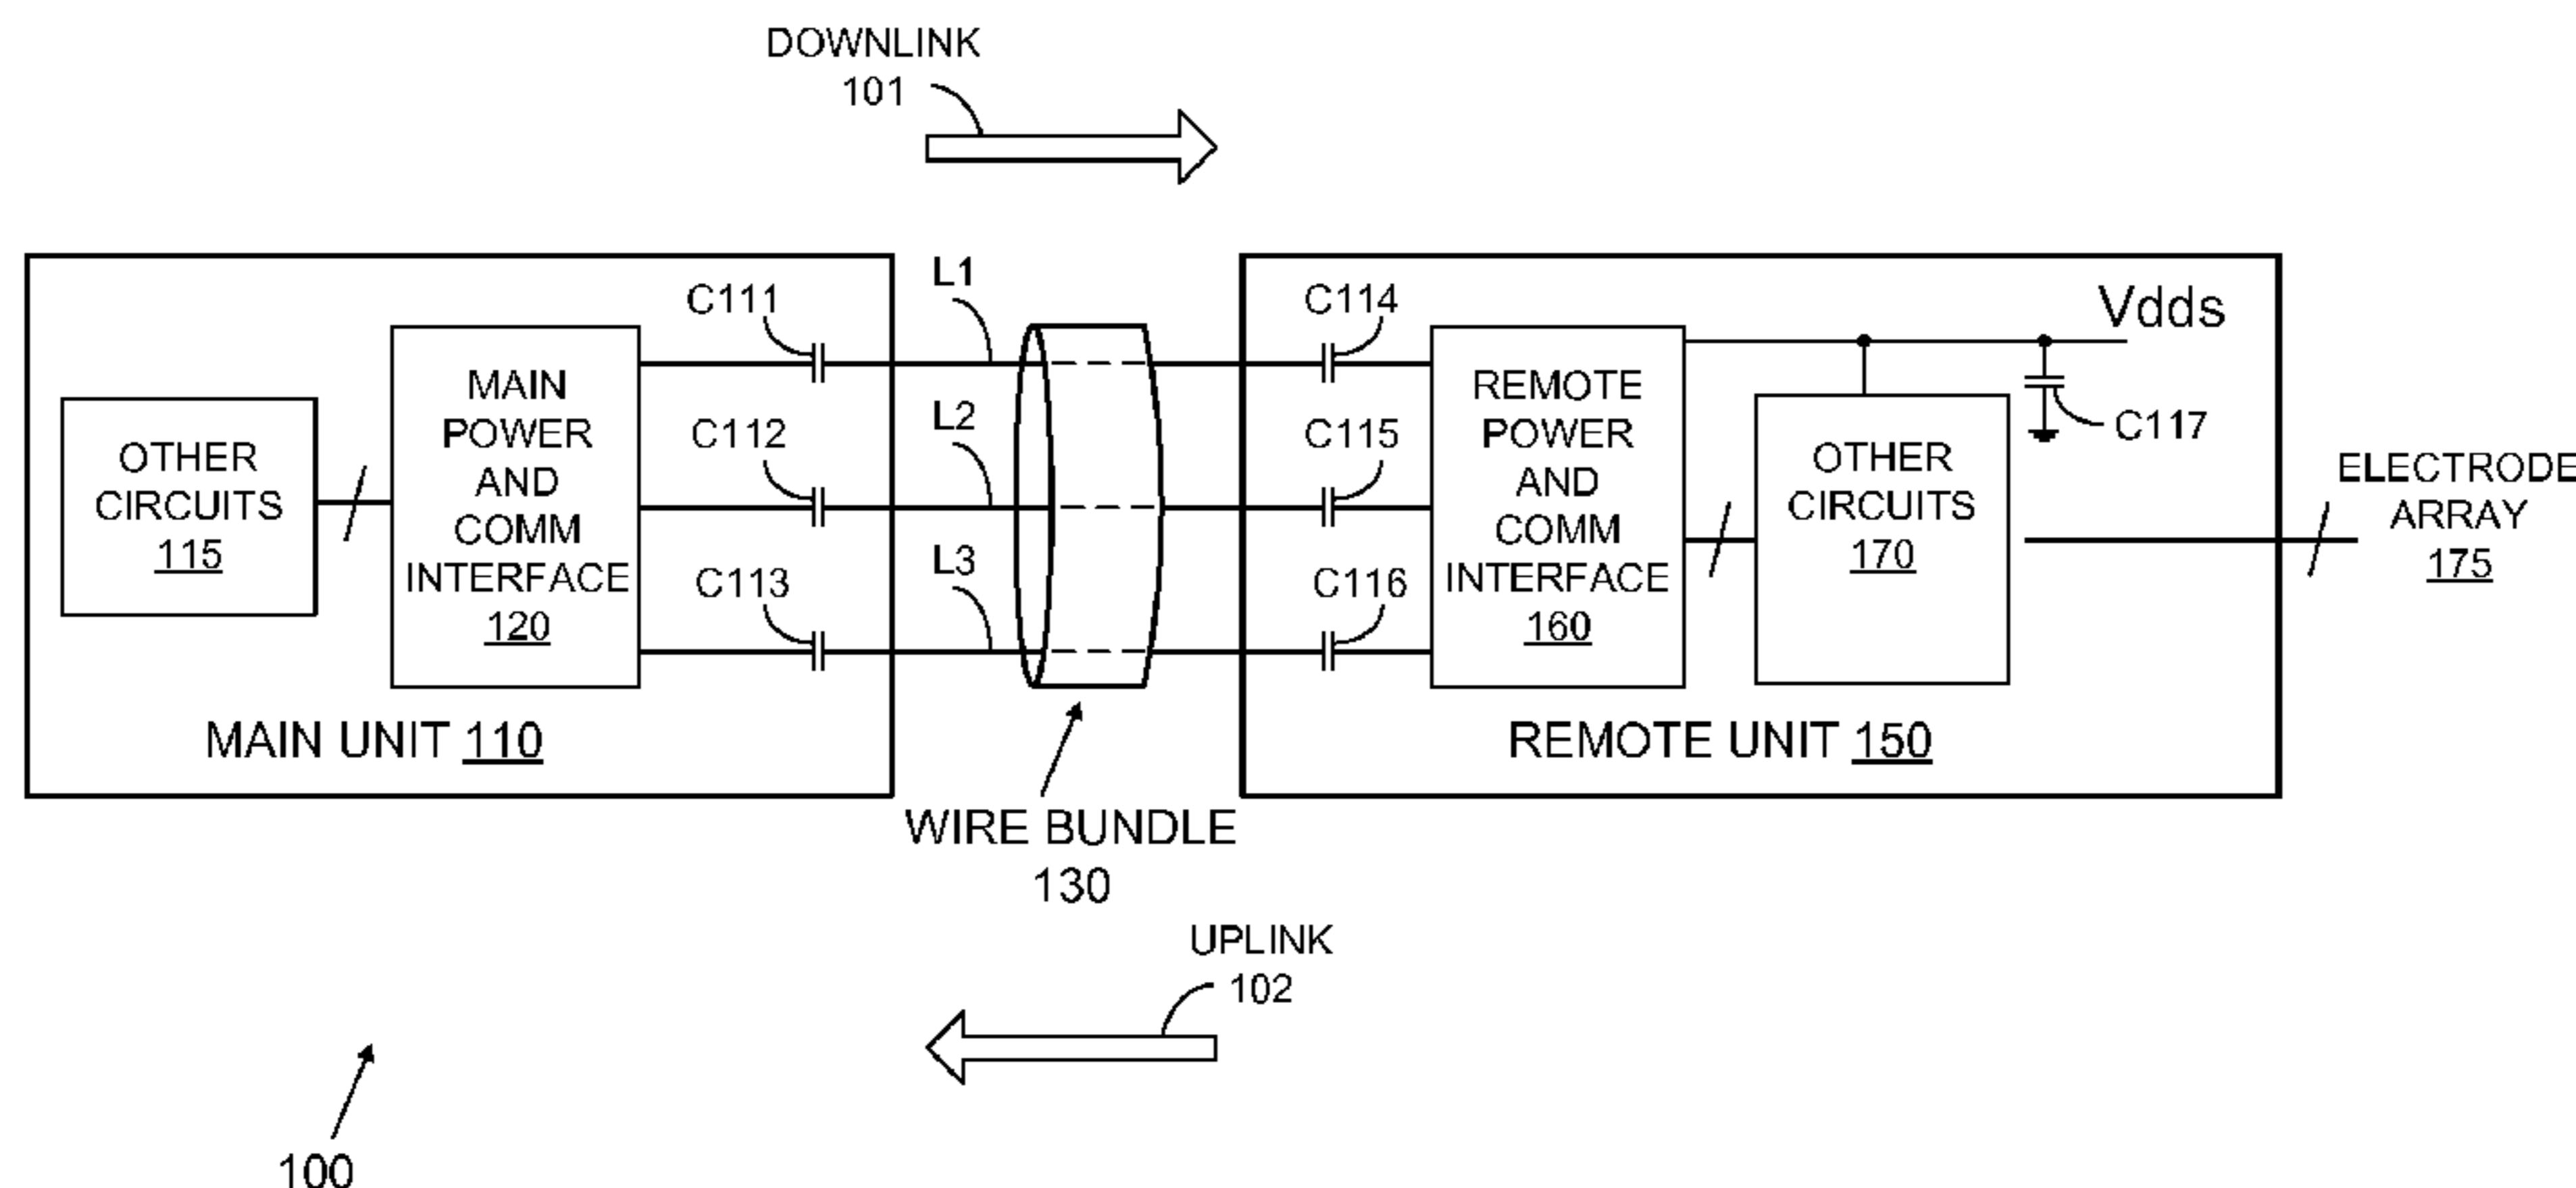 DOWNLINK
101
C111
L1
C114
Vdds
MAIN
POWER
AND
COMM
INTERFACE
120
OTHER
CIRCUITS
115
C112
L2
C115
REMOTE
POWER
AND
COMM
INTERFACE
160
C117
OTHER
CIRCUITS
170
ELECTRODE
ARRAY
175
C113
L3
C116
MAIN UNIT 110
REMOTE UNIT 150
WIRE BUNDLE
130
UPLINK
102
100